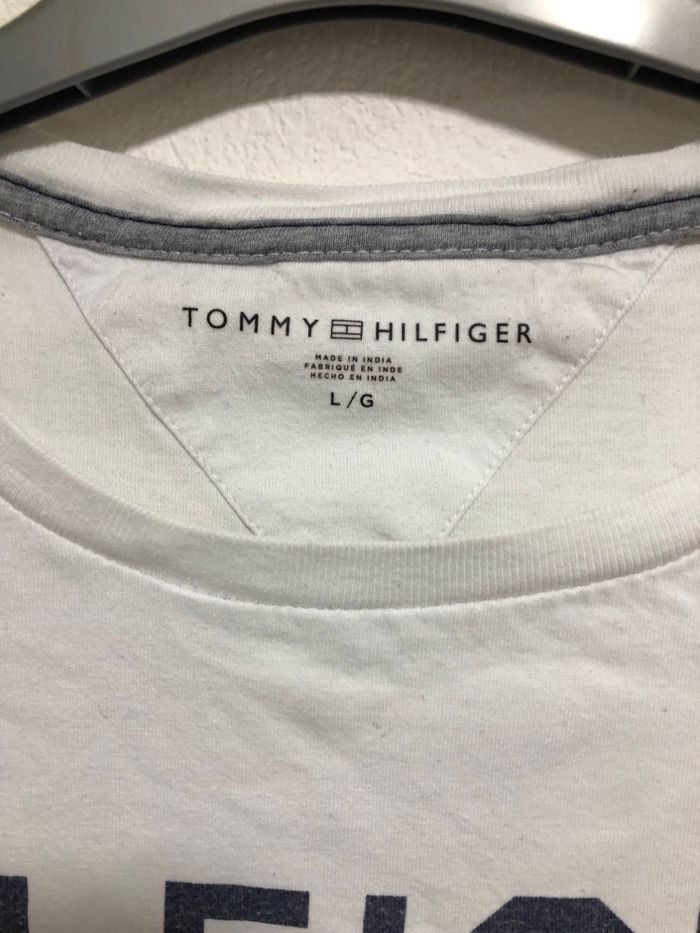 TOMMY HILFIGER
MADE IN INDIA
FABRIQUÉ EN INDE
HECHO EN INDIA
L/G